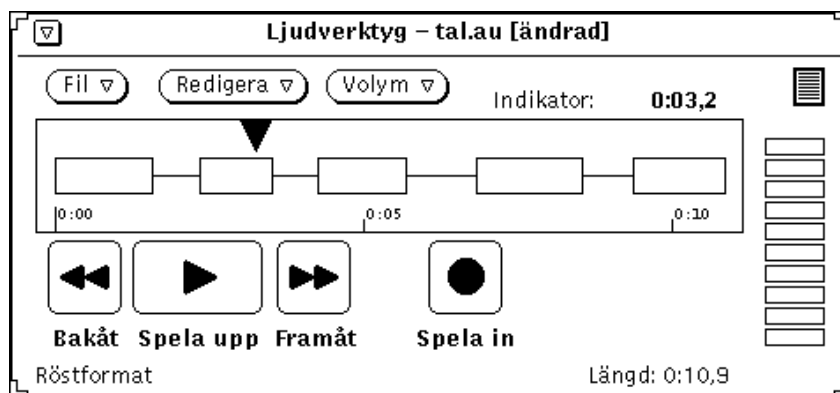 Ljudverktyg – tal.au [ändrad]
Fil Redigera Volym Indikator: 0:03,2
0:00 0:05 0:10
Bakåt Spela upp Framåt Spela in
Röstformat Längd: 0:10,9